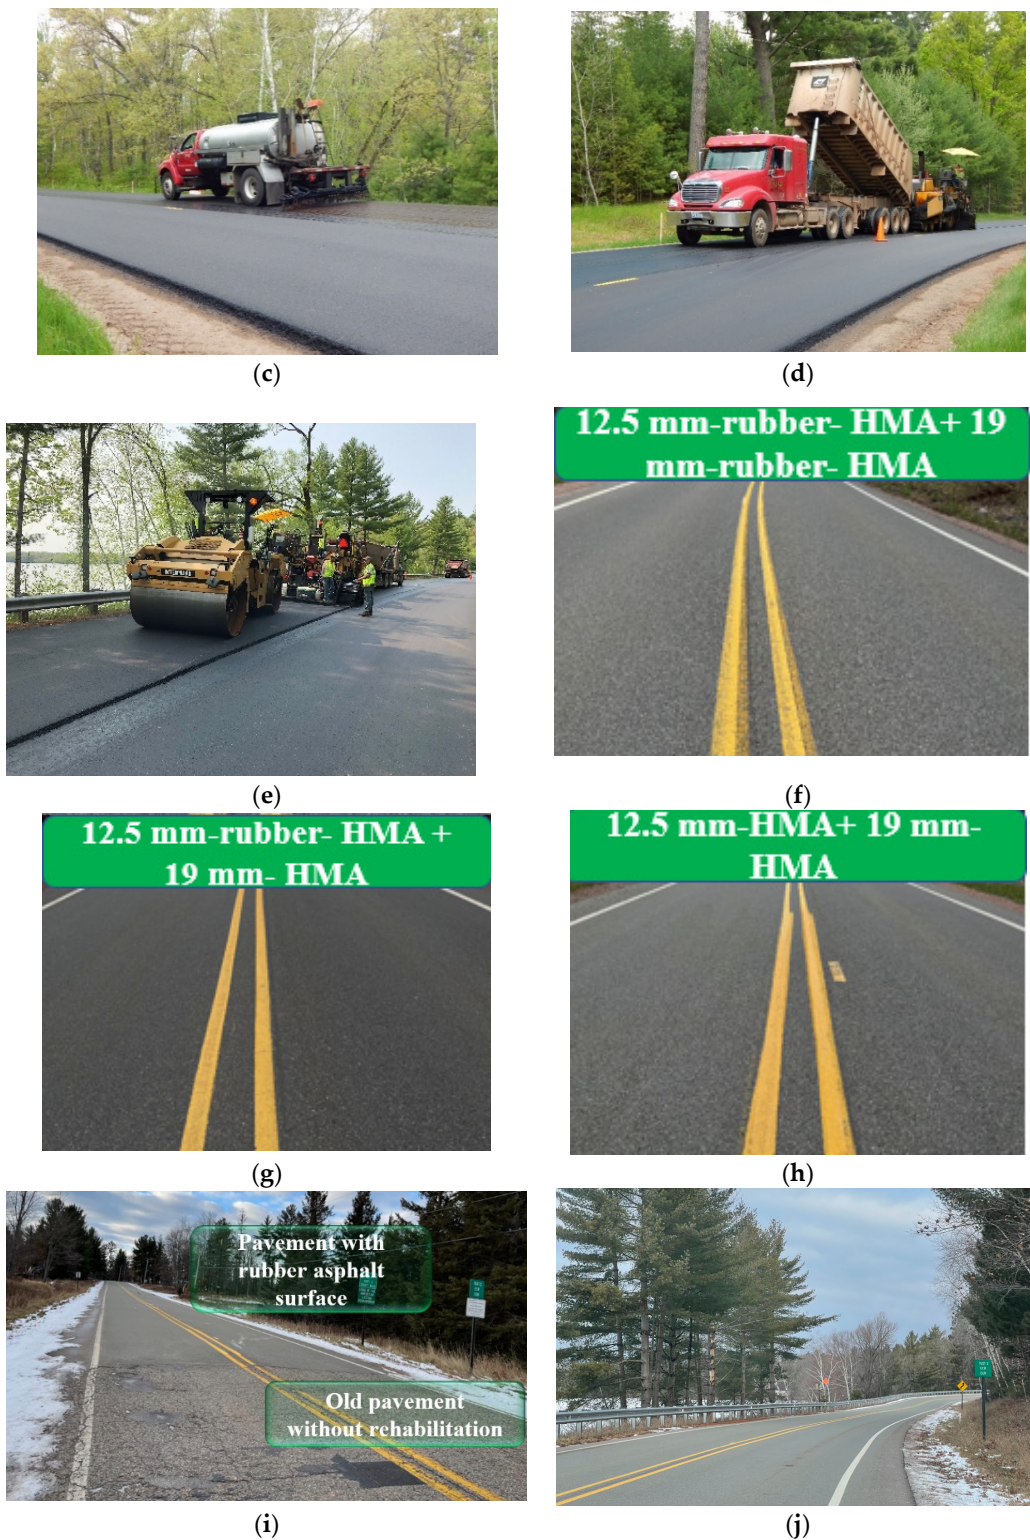 (c)
(d)
12.5 mm-rubber- HMA+ 19
mm-rubber- HMA
(e)
(f)
12.5 mm-rubber- HMA +
19 mm- HMA
12.5 mm-HMA+ 19 mm-
HMA
(g)
(h)
Pavement with
rubber asphalt
surface
Old pavement
without rehabilitation
(i)
(j)